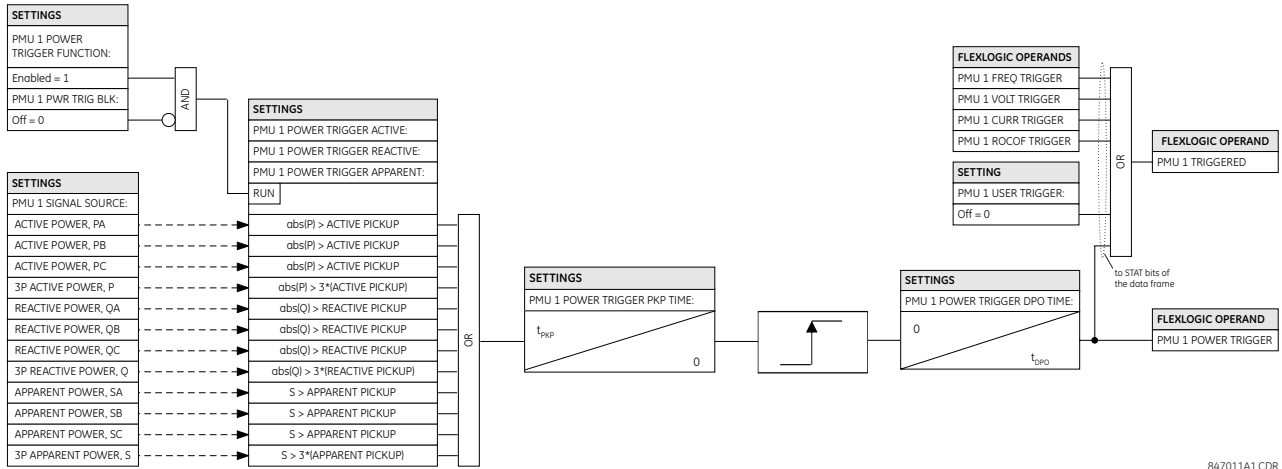 SETTINGS
PMU 1 POWER
TRIGGER FUNCTION:
Enabled = 1
PMU 1 PWR TRIG BLK:
Off = 0
AND
SETTINGS
PMU 1 POWER TRIGGER ACTIVE:
PMU 1 POWER TRIGGER REACTIVE:
PMU 1 POWER TRIGGER APPARENT:
RUN
abs(P) > ACTIVE PICKUP
abs(P) > ACTIVE PICKUP
abs(P) > ACTIVE PICKUP
abs(P) > 3*(ACTIVE PICKUP)
abs(Q) > REACTIVE PICKUP
abs(Q) > REACTIVE PICKUP
abs(Q) > REACTIVE PICKUP
abs(Q) > 3*(REACTIVE PICKUP)
S > APPARENT PICKUP
S > APPARENT PICKUP
S > APPARENT PICKUP
S > 3*(APPARENT PICKUP)
SETTINGS
PMU 1 SIGNAL SOURCE:
ACTIVE POWER, PA
ACTIVE POWER, PB
ACTIVE POWER, PC
3P ACTIVE POWER, P
REACTIVE POWER, QA
REACTIVE POWER, QB
REACTIVE POWER, QC
3P REACTIVE POWER, Q
APPARENT POWER, SA
APPARENT POWER, SB
APPARENT POWER, SC
3P APPARENT POWER, S
OR
SETTINGS
PMU 1 POWER TRIGGER PKP TIME:
tPKP
0
SETTINGS
PMU 1 POWER TRIGGER DPO TIME:
0
tDPO
FLEXLOGIC OPERANDS
PMU 1 FREQ TRIGGER
PMU 1 VOLT TRIGGER
PMU 1 CURR TRIGGER
PMU 1 ROCOF TRIGGER
SETTING
PMU 1 USER TRIGGER:
Off = 0
OR
to STAT bits of
the data frame
FLEXLOGIC OPERAND
PMU 1 TRIGGERED
FLEXLOGIC OPERAND
PMU 1 POWER TRIGGER
847011A1.CDR